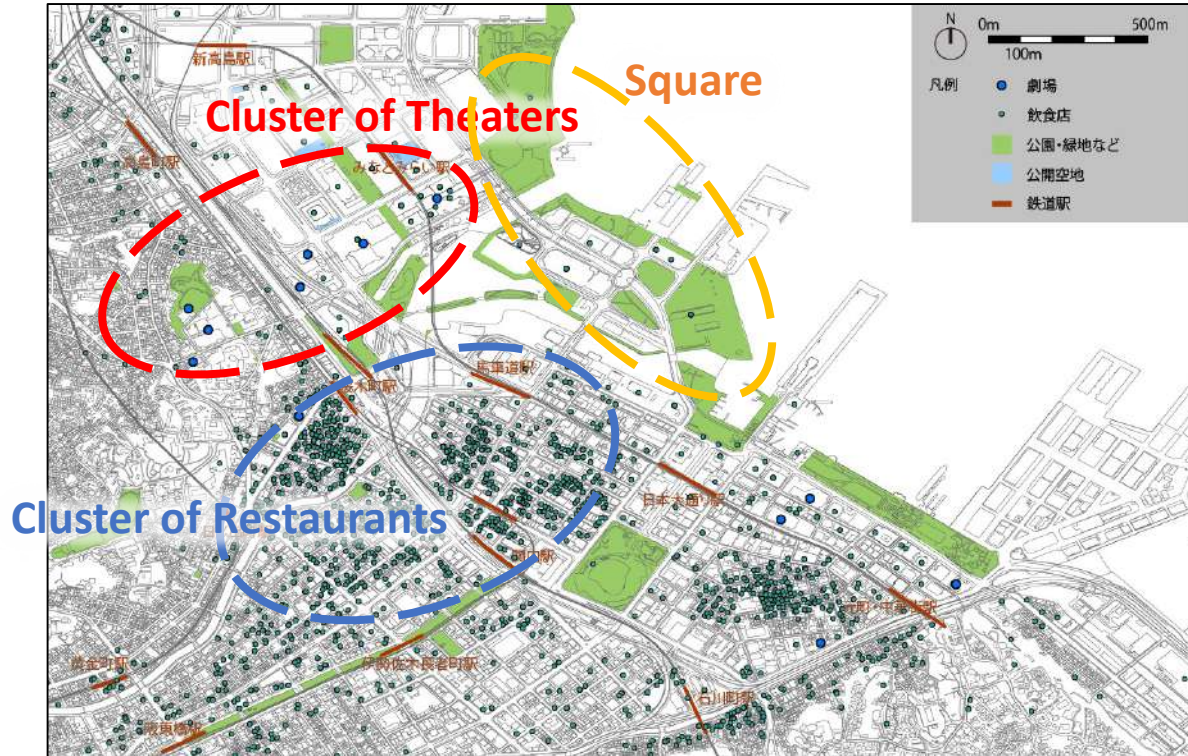 新高島駅
Square
Cluster of Theaters
高島町駅
みなとみらい駅
桜木町駅
馬車道駅
Cluster of Restaurants
日本大通り駅
関内駅
元町・中華街駅
黄金町駅
伊勢佐木長者町駅
石川町駅
阪東橋駅
N
0m
500m
100m
凡例
劇場
飲食店
公園・緑地など
公開空地
鉄道駅